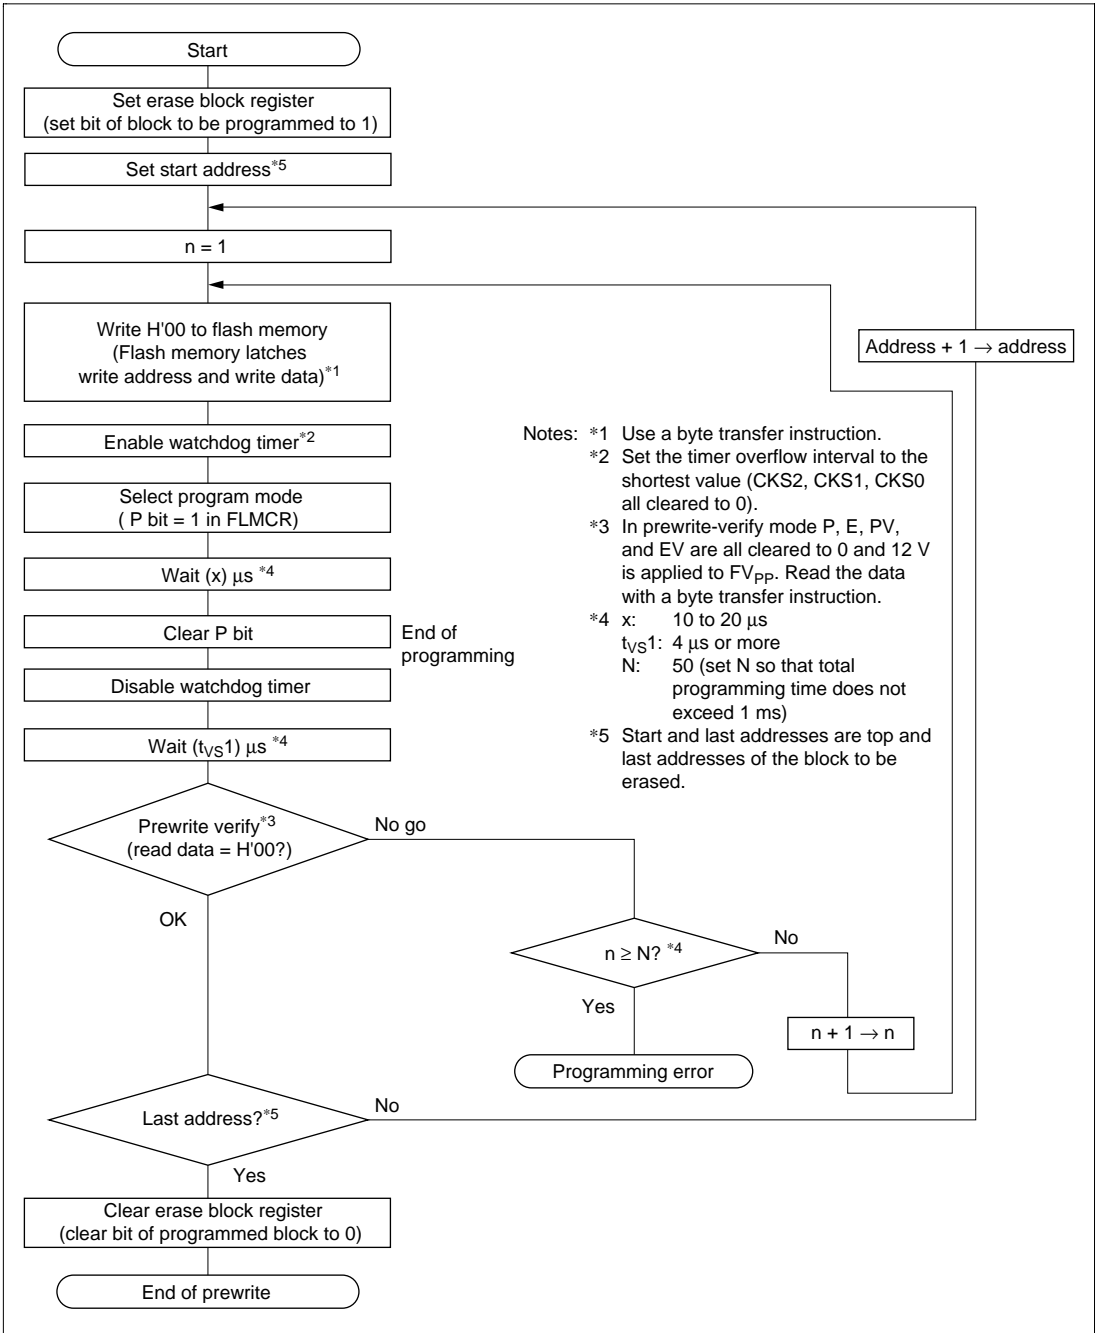 Start
Set erase block register
(set bit of block to be programmed to 1)
Set start address*5
n = 1
Write H'00 to flash memory
(Flash memory latches
write address and write data)*1
Address + 1 → address
Enable watchdog timer*2
Select program mode
( P bit = 1 in FLMCR)
Wait (x) μs *4
Clear P bit
End of
programming
Disable watchdog timer
Wait (tVS1) μs *4
Notes: *1 Use a byte transfer instruction.
*2 Set the timer overflow interval to the
shortest value (CKS2, CKS1, CKS0
all cleared to 0).
*3 In prewrite-verify mode P, E, PV,
and EV are all cleared to 0 and 12 V
is applied to FVPP. Read the data
with a byte transfer instruction.
*4 x: 10 to 20 μs
tVS1: 4 μs or more
N: 50 (set N so that total
programming time does not
exceed 1 ms)
*5 Start and last addresses are top and
last addresses of the block to be
erased.
Prewrite verify*3
(read data = H'00?)
No go
OK
n ≥ N? *4
No
Yes
n + 1 → n
Programming error
Last address?*5
No
Yes
Clear erase block register
(clear bit of programmed block to 0)
End of prewrite